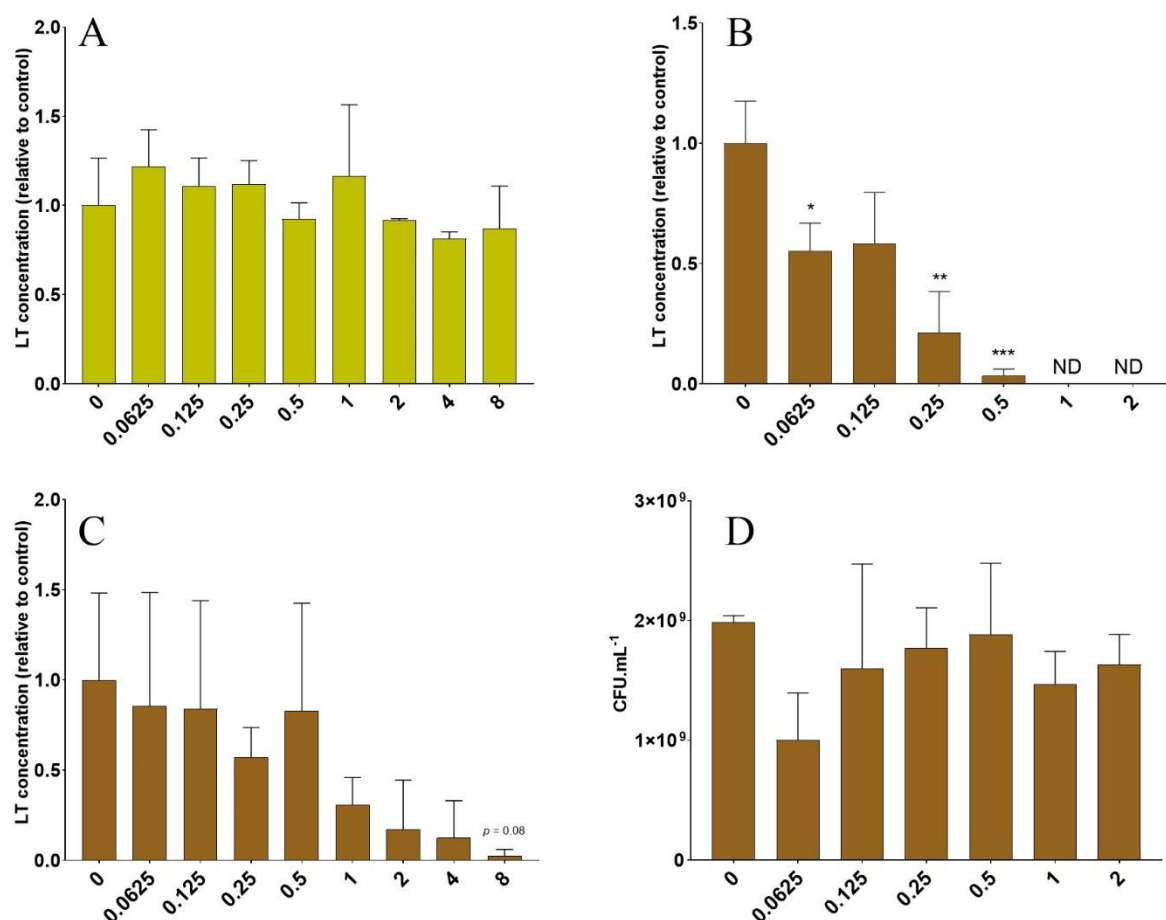 A
LT concentration (relative to control)
2.0
1.5
1.0
0.5
0.0
0 0.0625 0.125 0.25 0.5 1 2 4 8
B
LT concentration (relative to control)
1.5
1.0
0.5
0.0
* ** *** ND ND
0 0.0625 0.125 0.25 0.5 1 2
C
LT concentration (relative to control)
2.0
1.5
1.0
0.5
0.0
p = 0.08
0 0.0625 0.125 0.25 0.5 1 2 4 8
D
CFU.mL⁻¹
3×10⁹
2×10⁹
1×10⁹
0
0 0.0625 0.125 0.25 0.5 1 2